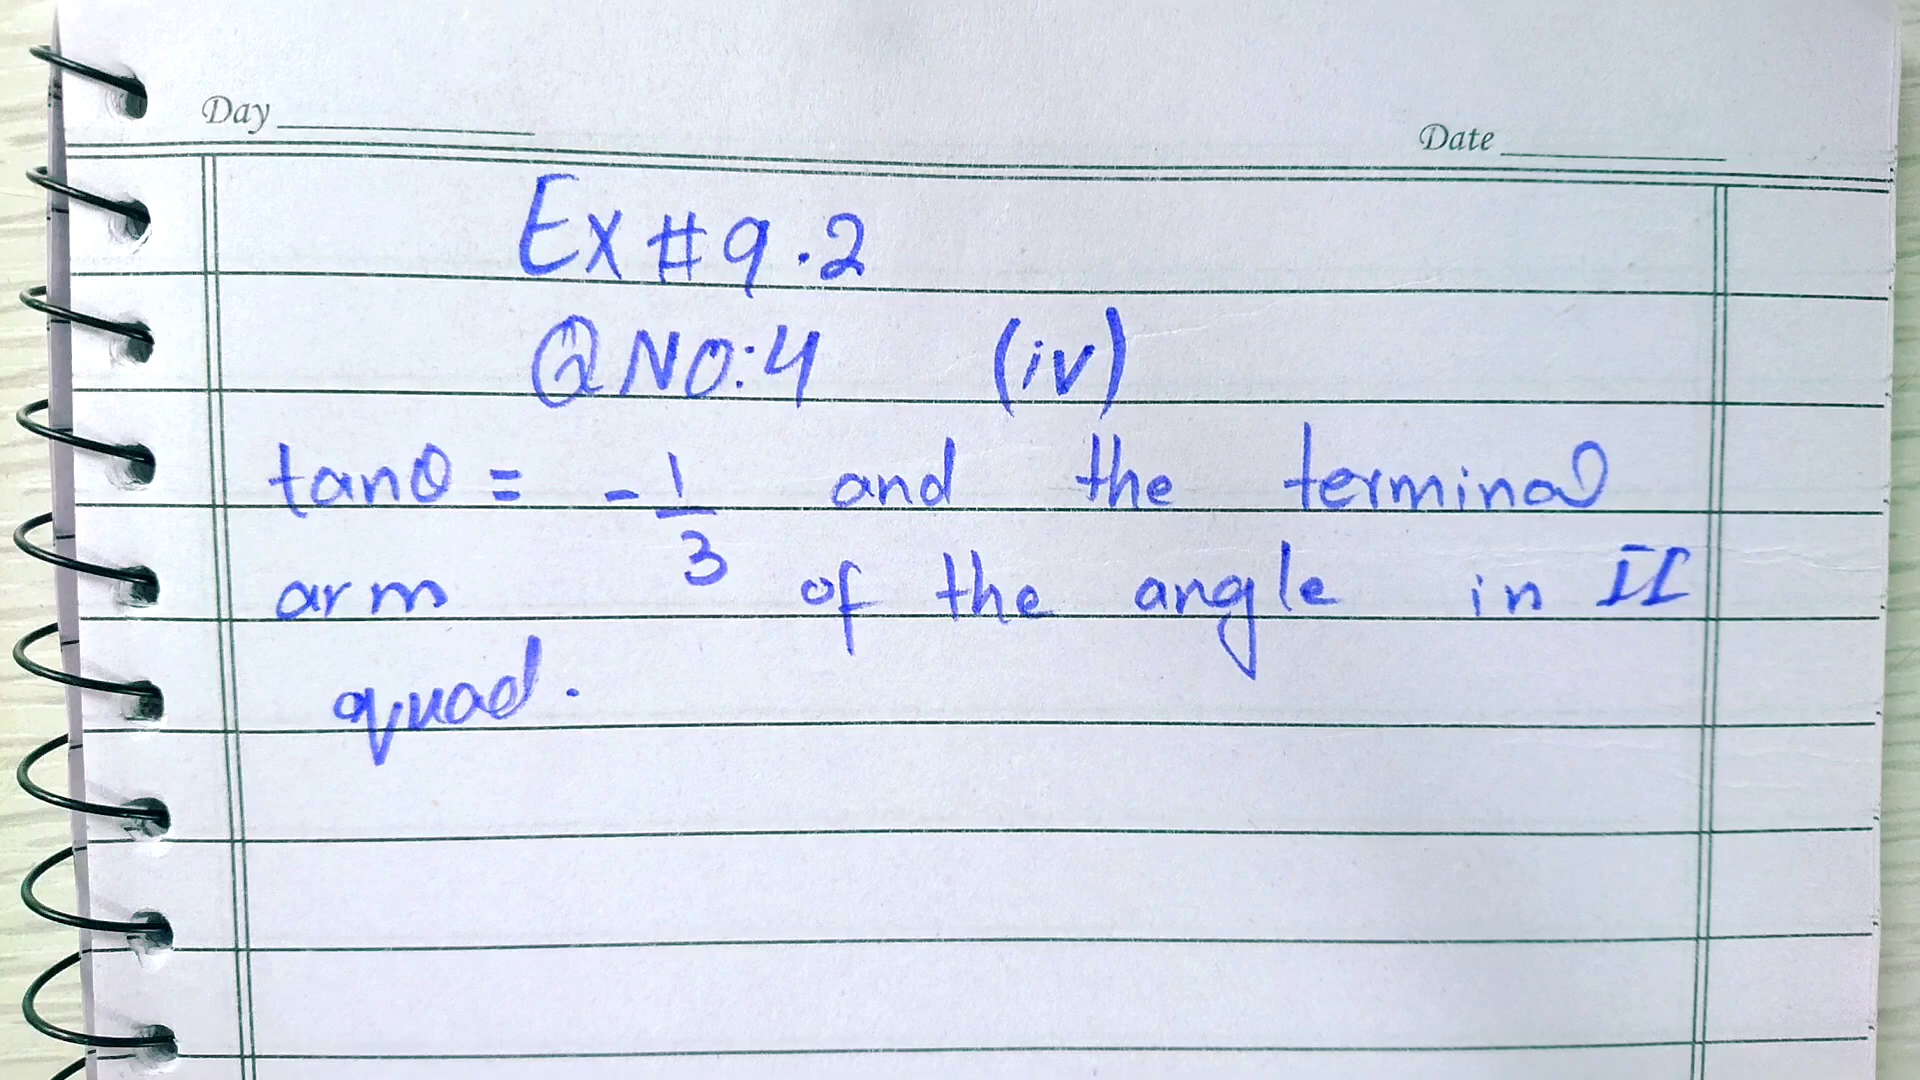 Day
Date
Ex # 9.2
Q NO:4 (iv)
tanθ = -1/3 and the terminal
arm of the angle in II
quad.